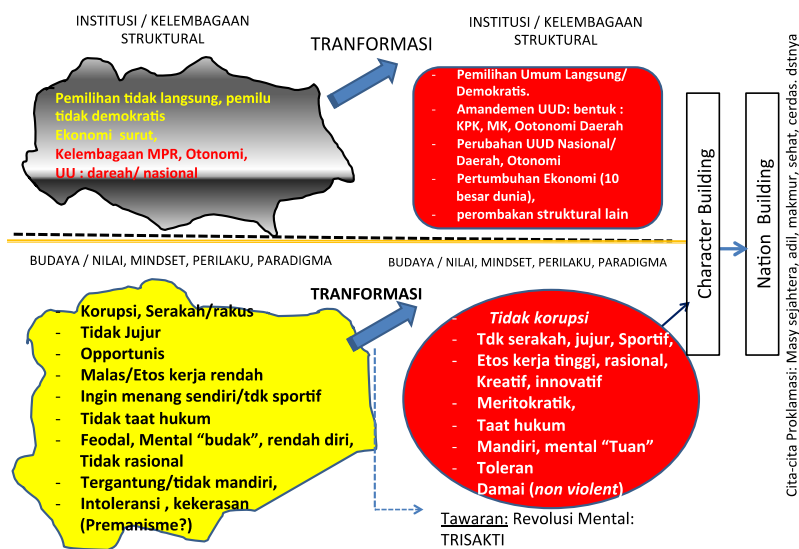 INSTITUSI / KELEMBAGAAN
STRUKTURAL
TRANFORMASI
INSTITUSI / KELEMBAGAAN
STRUKTURAL
Pemilihan tidak langsung, pemilu
tidak demokratis
Ekonomi surut,
Kelembagaan MPR, Otonomi,
UU : dareah/ nasional
- Pemilihan Umum Langsung/
Demokratis.
- Amandemen UUD: bentuk :
KPK, MK, Ootonomi Daerah
- Perubahan UUD Nasional/
Daerah, Otonomi
- Pertumbuhan Ekonomi (10
besar dunia),
- perombakan struktural lain
BUDAYA / NILAI, MINDSET, PERILAKU, PARADIGMA
TRANFORMASI
BUDAYA / NILAI, MINDSET, PERILAKU, PARADIGMA
- Korupsi, Serakah/rakus
- Tidak Jujur
- Opportunis
- Malas/Etos kerja rendah
- Ingin menang sendiri/tdk sportif
- Tidak taat hukum
- Feodal, Mental “budak”, rendah diri,
Tidak rasional
- Tergantung/tidak mandiri,
- Intoleransi , kekerasan
(Premanisme?)
- Tidak korupsi
- Tdk serakah, jujur, Sportif,
- Etos kerja tinggi, rasional,
Kreatif, innovatif
- Meritokratik,
- Taat hukum
- Mandiri, mental “Tuan”
- Toleran
- Damai (non violent)
Tawaran: Revolusi Mental:
TRISAKTI
Character Building
Nation Building
Cita-cita Proklamasi: Masy sejahtera, adil, makmur, sehat, cerdas. dstnya